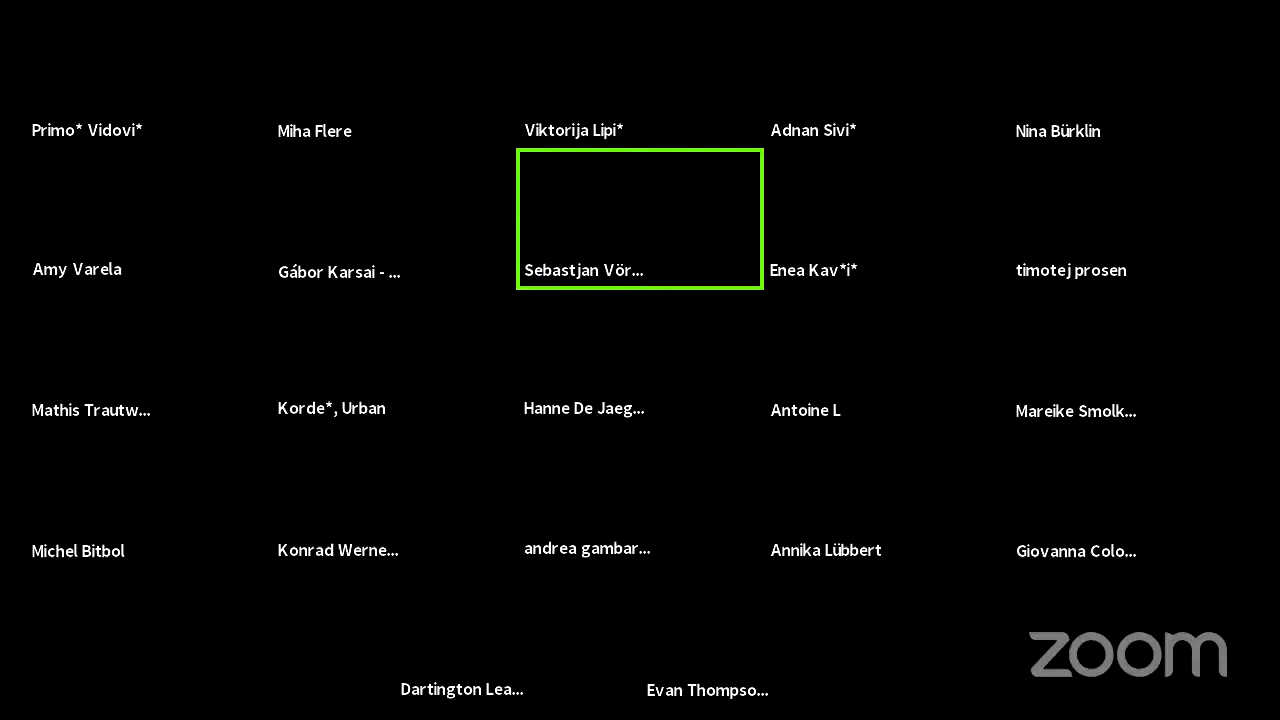 Primo* Vidovi*
Miha Flere
Viktorija Lipi*
Adnan Sivi*
Nina Bürklin
Amy Varela
Gábor Karsai - ...
Sebastjan Vör...
Enea Kav*i*
timotej prosen
Mathis Trautw...
Korde*, Urban
Hanne De Jaeg...
Antoine L
Mareike Smolk...
Michel Bitbol
Konrad Werne...
andrea gambar...
Annika Lübbert
Giovanna Colo...
Dartington Lea...
Evan Thompso...
zoom